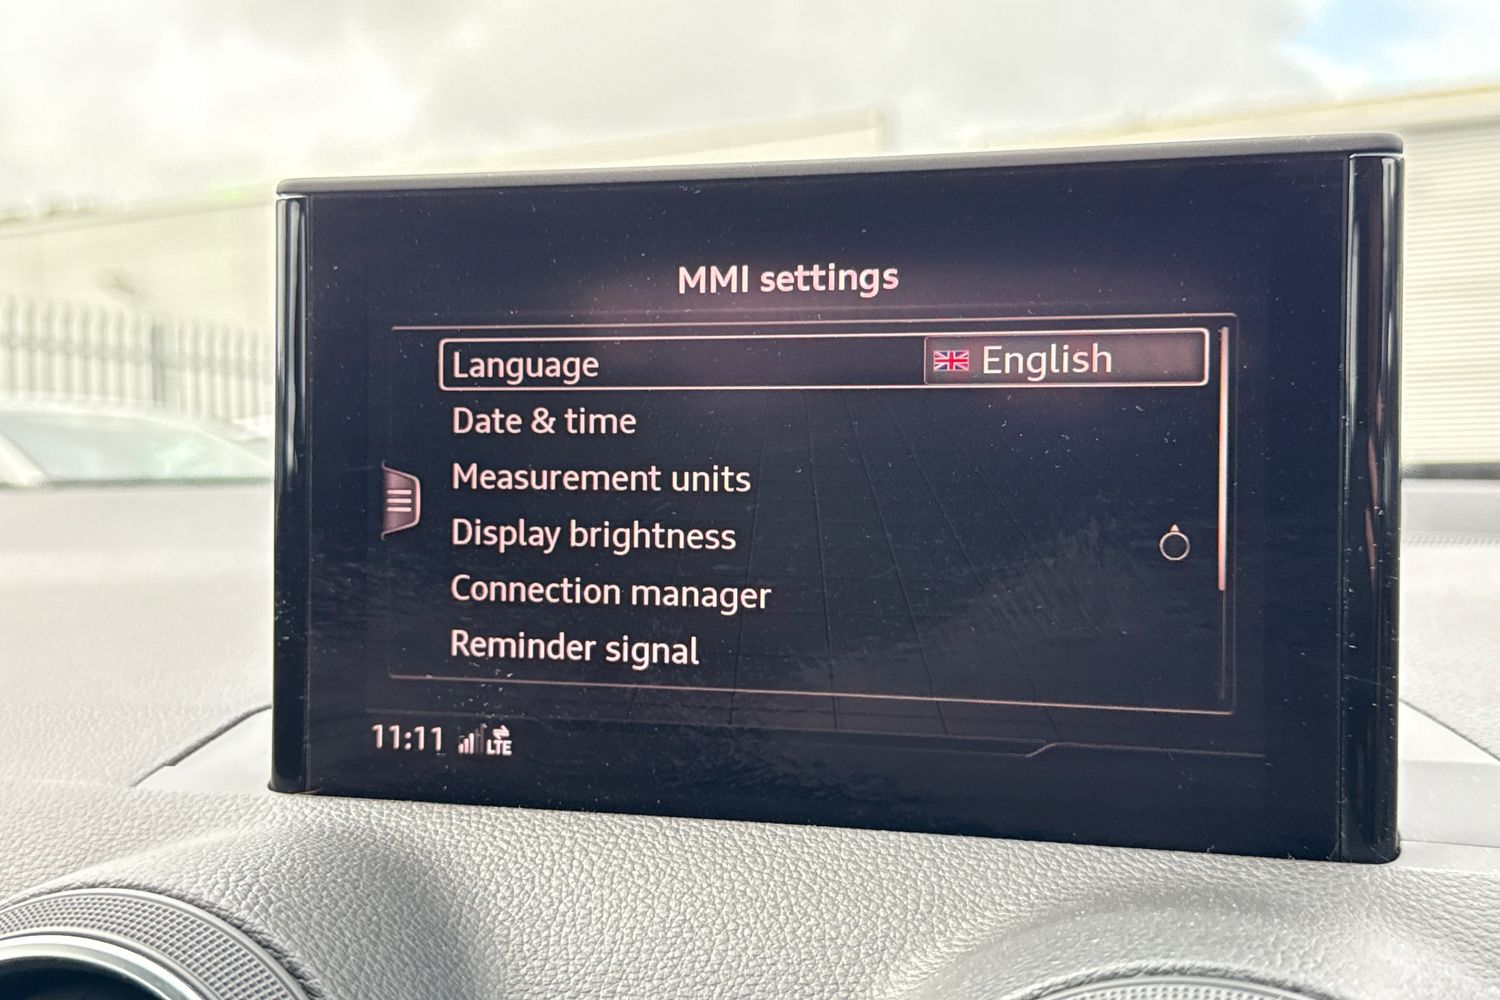 MMI settings
Language English
Date & time
Measurement units
Display brightness
Connection manager
Reminder signal
11:11 LTE